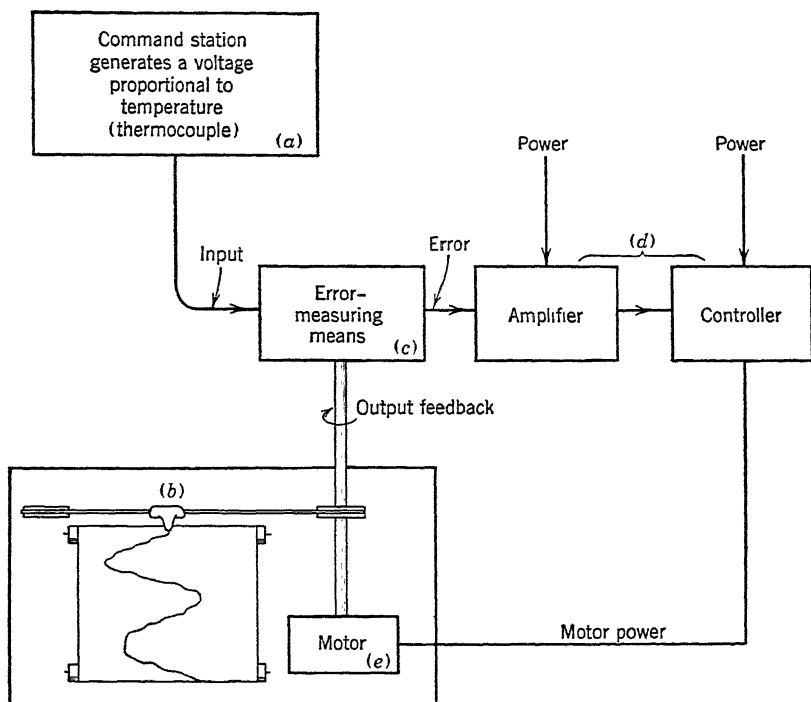 Command station
generates a voltage
proportional to
temperature
(thermocouple)
(a)
Power
Power
(d)
Input
Error
Error-
measuring
means
(c)
Amplifier
Controller
Output feedback
(b)
Motor
(e)
Motor power